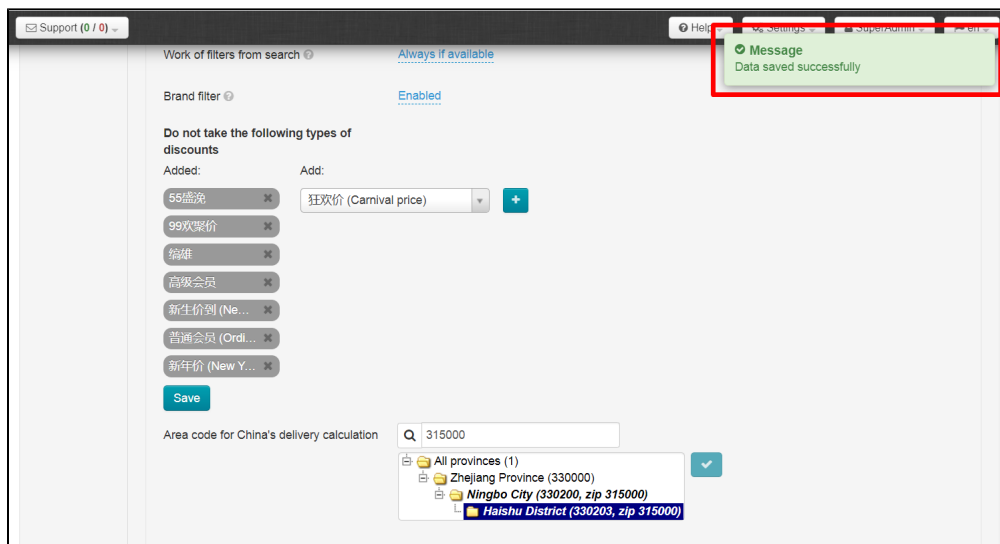 Support (0 / 0)
Help
Settings
SuperAdmin
en
Message
Data saved successfully
Work of filters from search
Always if available
Brand filter
Enabled
Do not take the following types of
discounts
Added:
Add:
55盛浼
狂欢价 (Carnival price)
99欢聚价
缟雄
高级会员
新生价到 (Ne...
普通会员 (Ordi...
新年价 (New Y...
Save
Area code for China's delivery calculation
315000
All provinces (1)
Zhejiang Province (330000)
Ningbo City (330200, zip 315000)
Haishu District (330203, zip 315000)